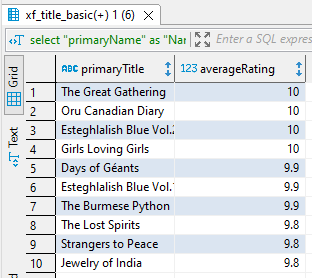 xf_title_basic(+) 1 (6)
select "primaryName" as "Nar
Enter a SQL expres
Grid
Text
ABC primaryTitle
123 averageRating
1 The Great Gathering 10
2 Oru Canadian Diary 10
3 Esteghlalish Blue Vol.2 10
4 Girls Loving Girls 10
5 Days of Géants 9.9
6 Esteghlalish Blue Vol.1 9.9
7 The Burmese Python 9.9
8 The Lost Spirits 9.8
9 Strangers to Peace 9.8
10 Jewelry of India 9.8